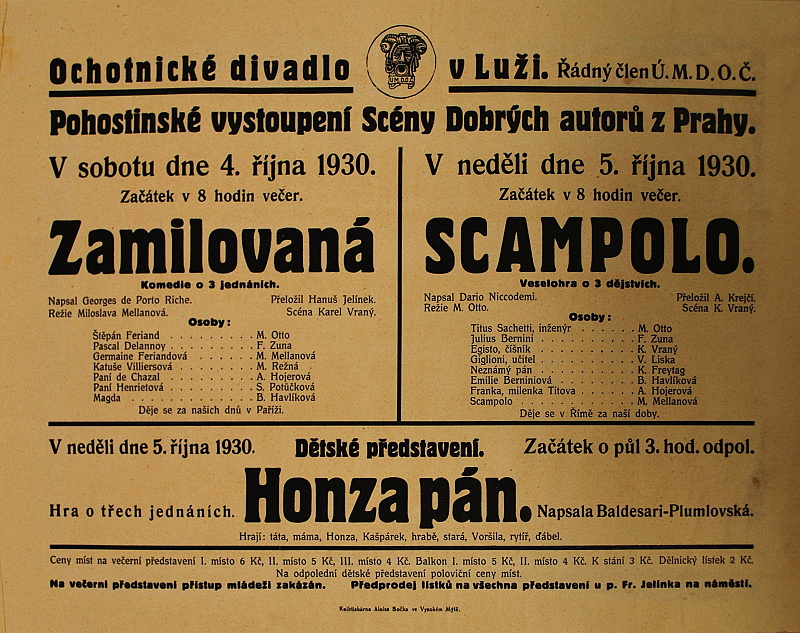 Ochotnické divadlo v Luži. Řádný člen Ú. M. D. O. Č.
Pohostinské vystoupení Scény Dobrých autorů z Prahy.
V sobotu dne 4. října 1930.
Začátek v 8 hodin večer.
Zamilovaná
Komedie o 3 jednáních.
Napsal Georges de Porto Riche. Přeložil Hanuš Jelínek.
Režie Miloslava Mellanová. Scéna Karel Vraný.
Osoby:
Štěpán Feriand . . . . . . . . . M. Otto
Pascal Delannoy . . . . . . . . . F. Zuna
Germaine Feriandová . . . . . . . . M. Mellanová
Katuše Villiersová . . . . . . . . M. Režná
Paní de Chazal . . . . . . . . . A. Hojerová
Paní Henrietová . . . . . . . . . S. Potůčková
Magda . . . . . . . . . . . . B. Havlíková
Děje se za našich dnů v Paříži.
V neděli dne 5. října 1930.
Začátek v 8 hodin večer.
SCAMPOLO.
Veselohra o 3 dějstvích.
Napsal Dario Niccodemi. Přeložil A. Krejčí.
Režie M. Otto. Scéna K. Vraný.
Osoby:
Titus Sachetti, inženýr . . . . . . M. Otto
Julius Bernini . . . . . . . . . F. Zuna
Egisto, číšník . . . . . . . . . K. Vraný
Giglioni, učitel . . . . . . . . V. Liska
Neznámý pán . . . . . . . . . K. Freytag
Emilie Berniniová . . . . . . . . B. Havlíková
Franka, milenka Titova . . . . . . A. Hojerová
Scampolo . . . . . . . . . . M. Mellanová
Děje se v Římě za naší doby.
V neděli dne 5. října 1930. Dětské představení. Začátek o půl 3. hod. odpol.
Hra o třech jednáních. Honza pán. Napsala Baldesari-Plumlovská.
Hrají: táta, máma, Honza, Kašpárek, hrabě, stará, Voršila, rytíř, ďábel.
Ceny míst na večerní představení I. místo 6 Kč, II. místo 5 Kč, III. místo 4 Kč. Balkon I. místo 5 Kč, II. místo 4 Kč. K stání 3 Kč. Dělnický lístek 2 Kč.
Na odpolední dětské představení poloviční ceny míst.
Na večerní představení přístup mládeži zakázán. Předprodej lístků na všechna představení u p. Fr. Jelínka na náměstí.
Knihtiskárna Aloise Bočka ve Vysokém Mýtě.